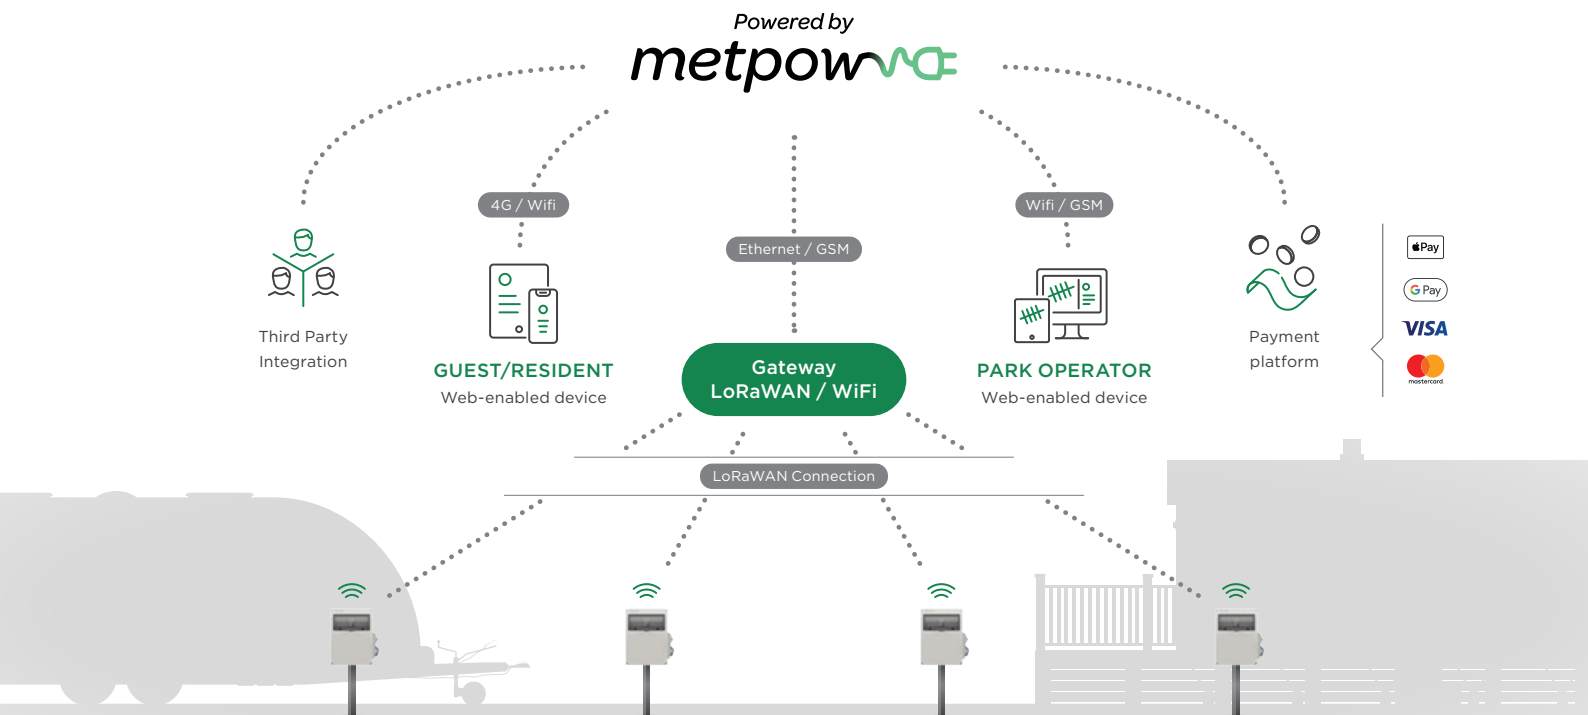 Powered by
metpow
4G / Wifi
Wifi / GSM
Ethernet / GSM
Third Party
Integration
GUEST/RESIDENT
Web-enabled device
Gateway
LoRaWAN / WiFi
PARK OPERATOR
Web-enabled device
Payment
platform
Pay
G Pay
VISA
mastercard
LoRaWAN Connection